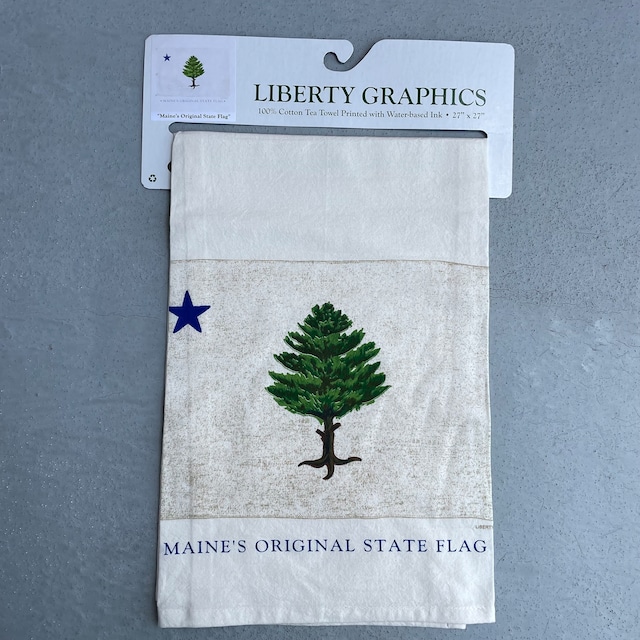 LIBERTY GRAPHICS
100% Cotton Tea Towel Printed with Water-based Ink • 27" x 27"
"Maine's Original State Flag"
LIBERTY
MAINE'S ORIGINAL STATE FLAG